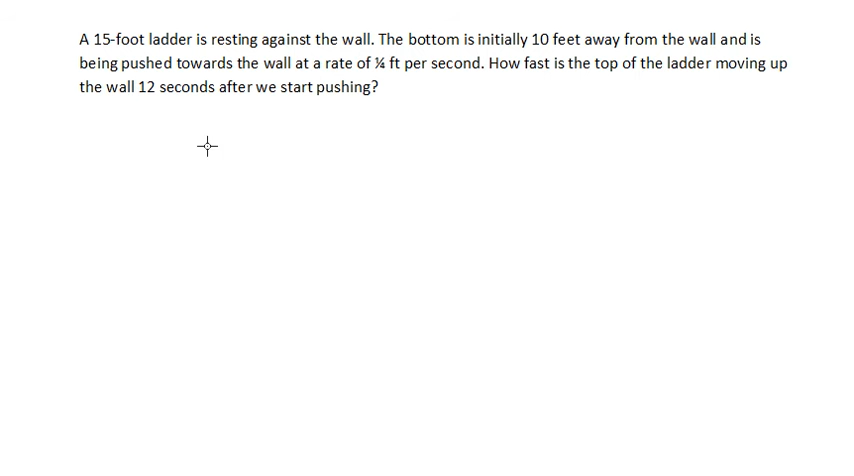 A 15-foot ladder is resting against the wall. The bottom is initially 10 feet away from the wall and is
being pushed towards the wall at a rate of ¼ ft per second. How fast is the top of the ladder moving up
the wall 12 seconds after we start pushing?